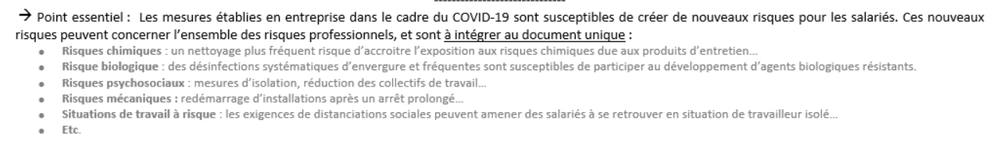 → Point essentiel : Les mesures établies en entreprise dans le cadre du COVID-19 sont susceptibles de créer de nouveaux risques pour les salariés. Ces nouveaux
risques peuvent concerner l'ensemble des risques professionnels, et sont à intégrer au document unique :
• Risques chimiques : un nettoyage plus fréquent risque d'accroitre l'exposition aux risques chimiques due aux produits d'entretien…
• Risque biologique : des désinfections systématiques d'envergure et fréquentes sont susceptibles de participer au développement d'agents biologiques résistants.
• Risques psychosociaux : mesures d'isolation, réduction des collectifs de travail…
• Risques mécaniques : redémarrage d'installations après un arrêt prolongé…
• Situations de travail à risque : les exigences de distanciations sociales peuvent amener des salariés à se retrouver en situation de travailleur isolé…
• Etc.